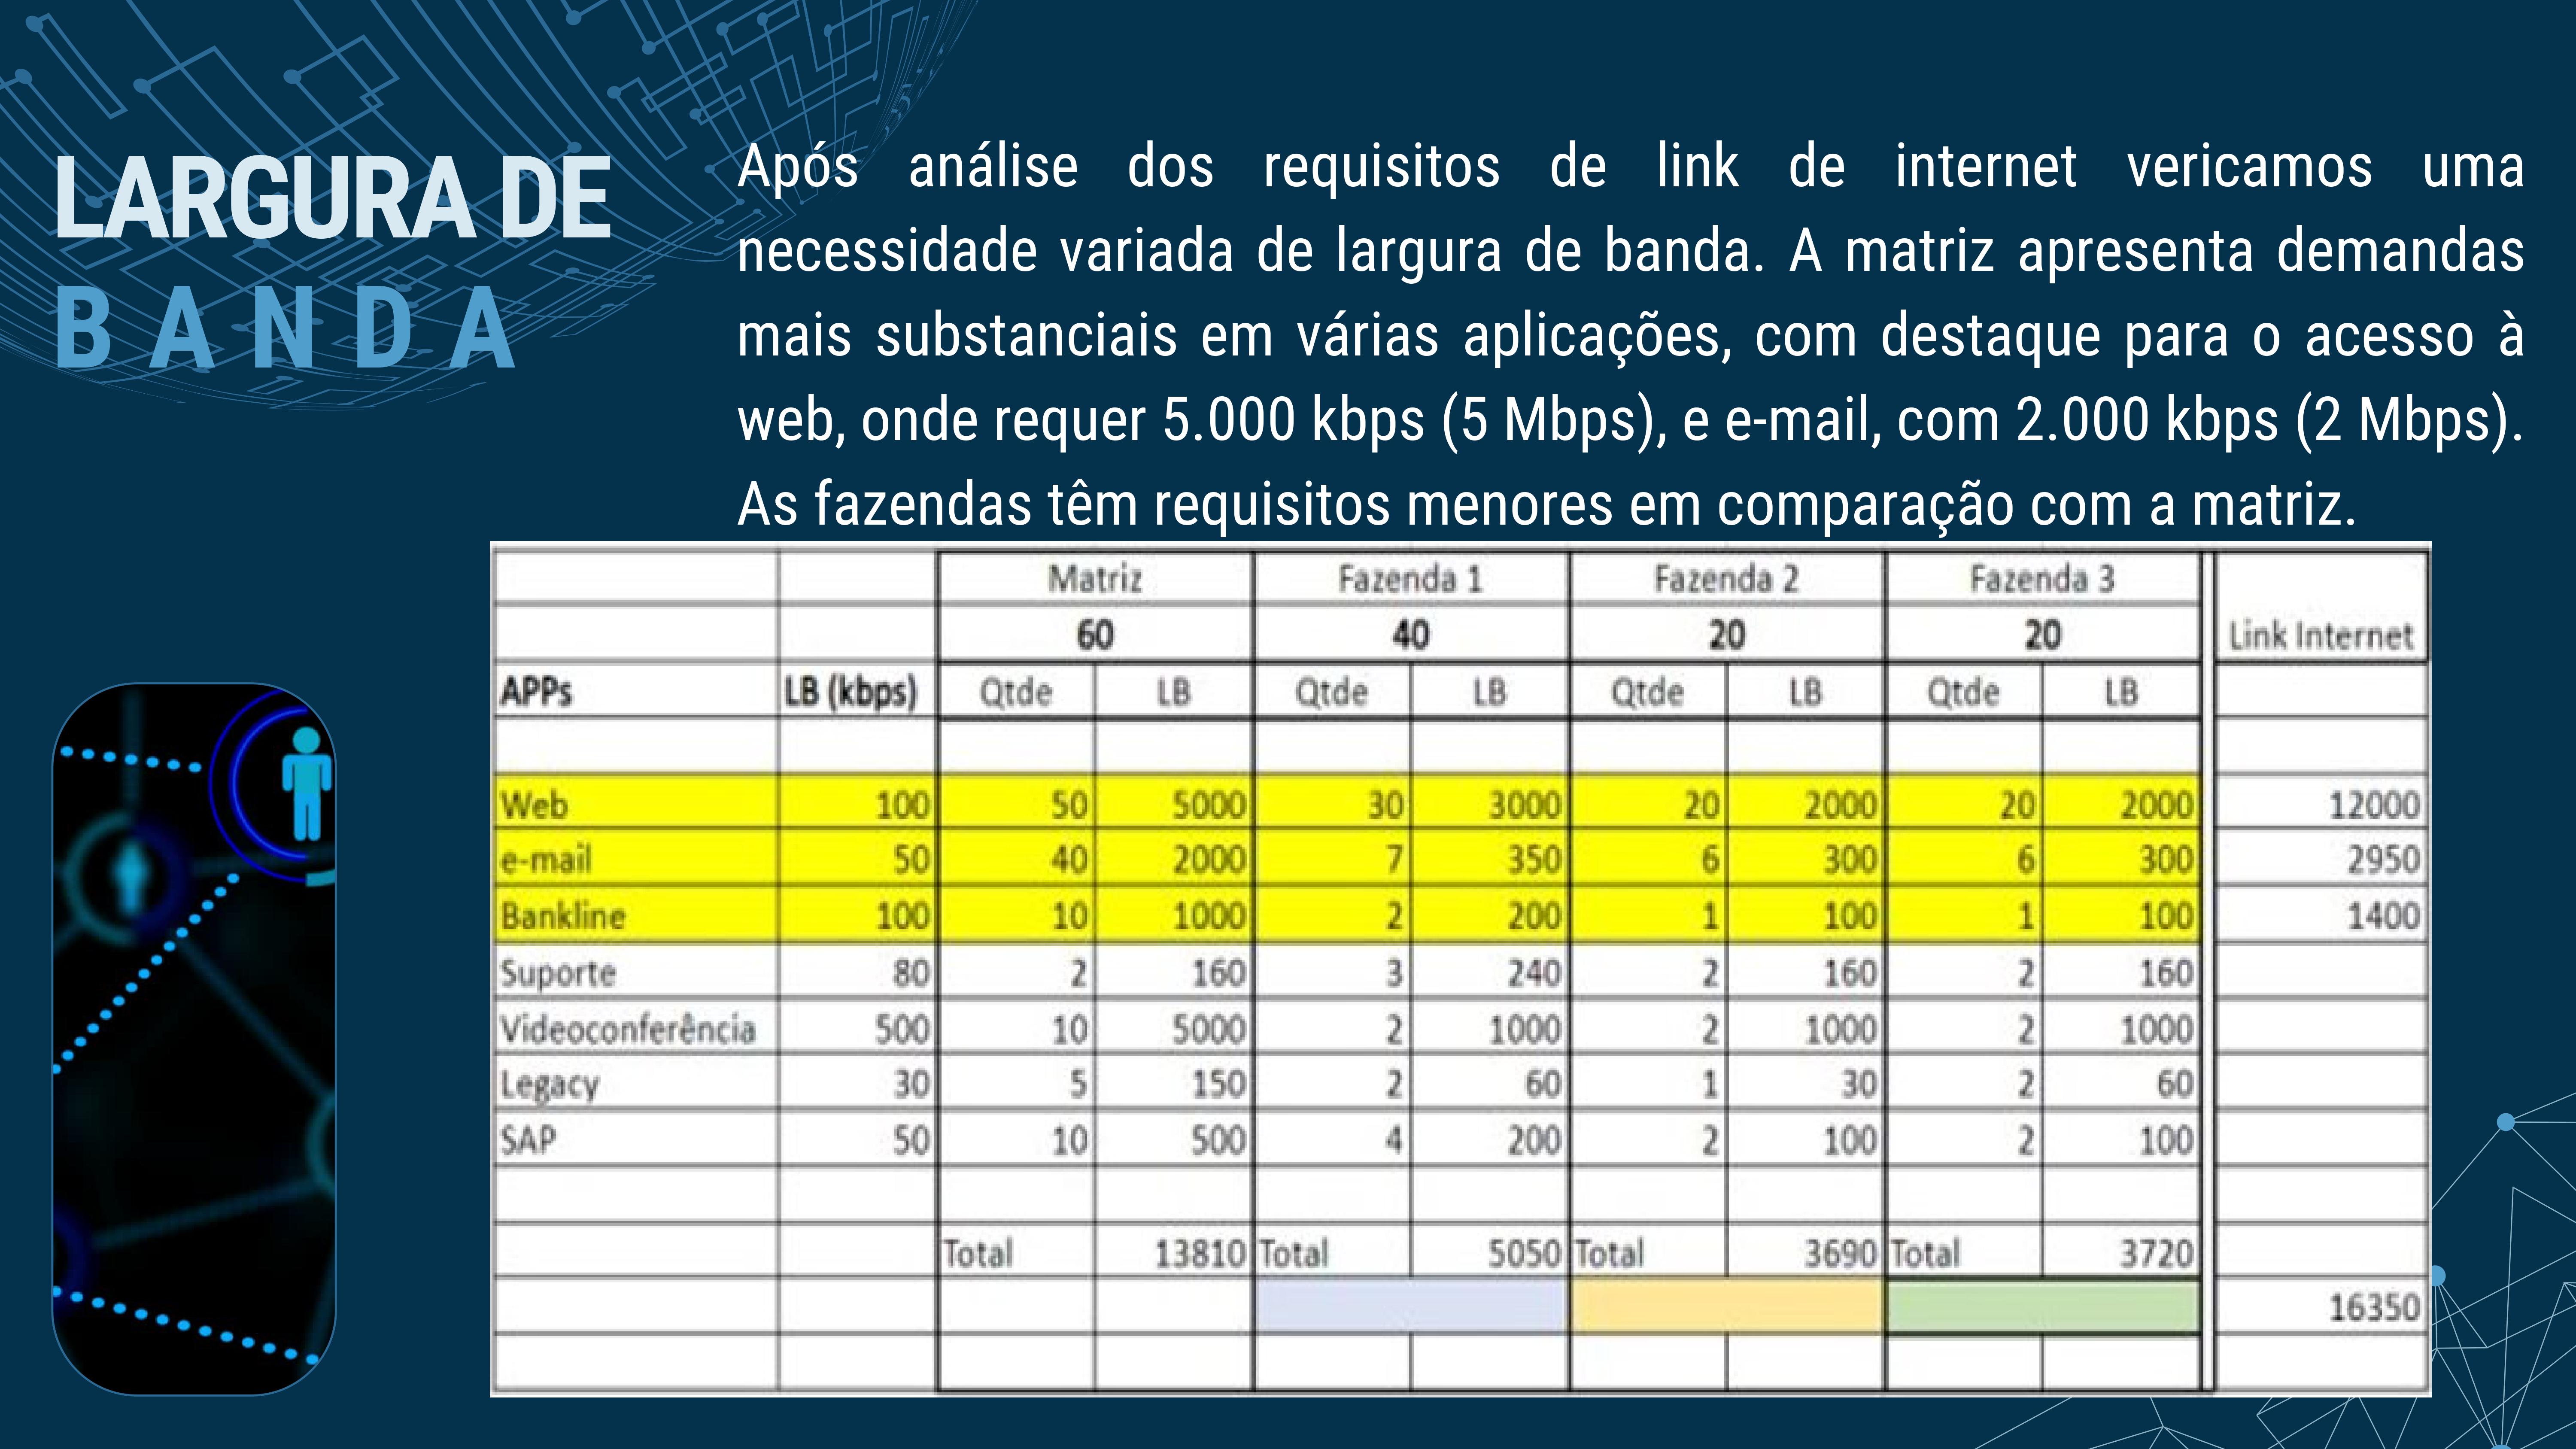 LARGURA DE
BANDA
Após análise dos requisitos de link de internet vericamos uma
necessidade variada de largura de banda. A matriz apresenta demandas
mais substanciais em várias aplicações, com destaque para o acesso à
web, onde requer 5.000 kbps (5 Mbps), e e-mail, com 2.000 kbps (2 Mbps).
As fazendas têm requisitos menores em comparação com a matriz.
Matriz Fazenda 1 Fazenda 2 Fazenda 3
60 40 20 20 Link Internet
APPs LB (kbps) Qtde LB Qtde LB Qtde LB Qtde LB
Web 100 50 5000 30 3000 20 2000 20 2000 12000
e-mail 50 40 2000 7 350 6 300 6 300 2950
Bankline 100 10 1000 2 200 1 100 1 100 1400
Suporte 80 2 160 3 240 2 160 2 160
Videoconferência 500 10 5000 2 1000 2 1000 2 1000
Legacy 30 5 150 2 60 1 30 2 60
SAP 50 10 500 4 200 2 100 2 100
Total 13810 Total 5050 Total 3690 Total 3720
16350